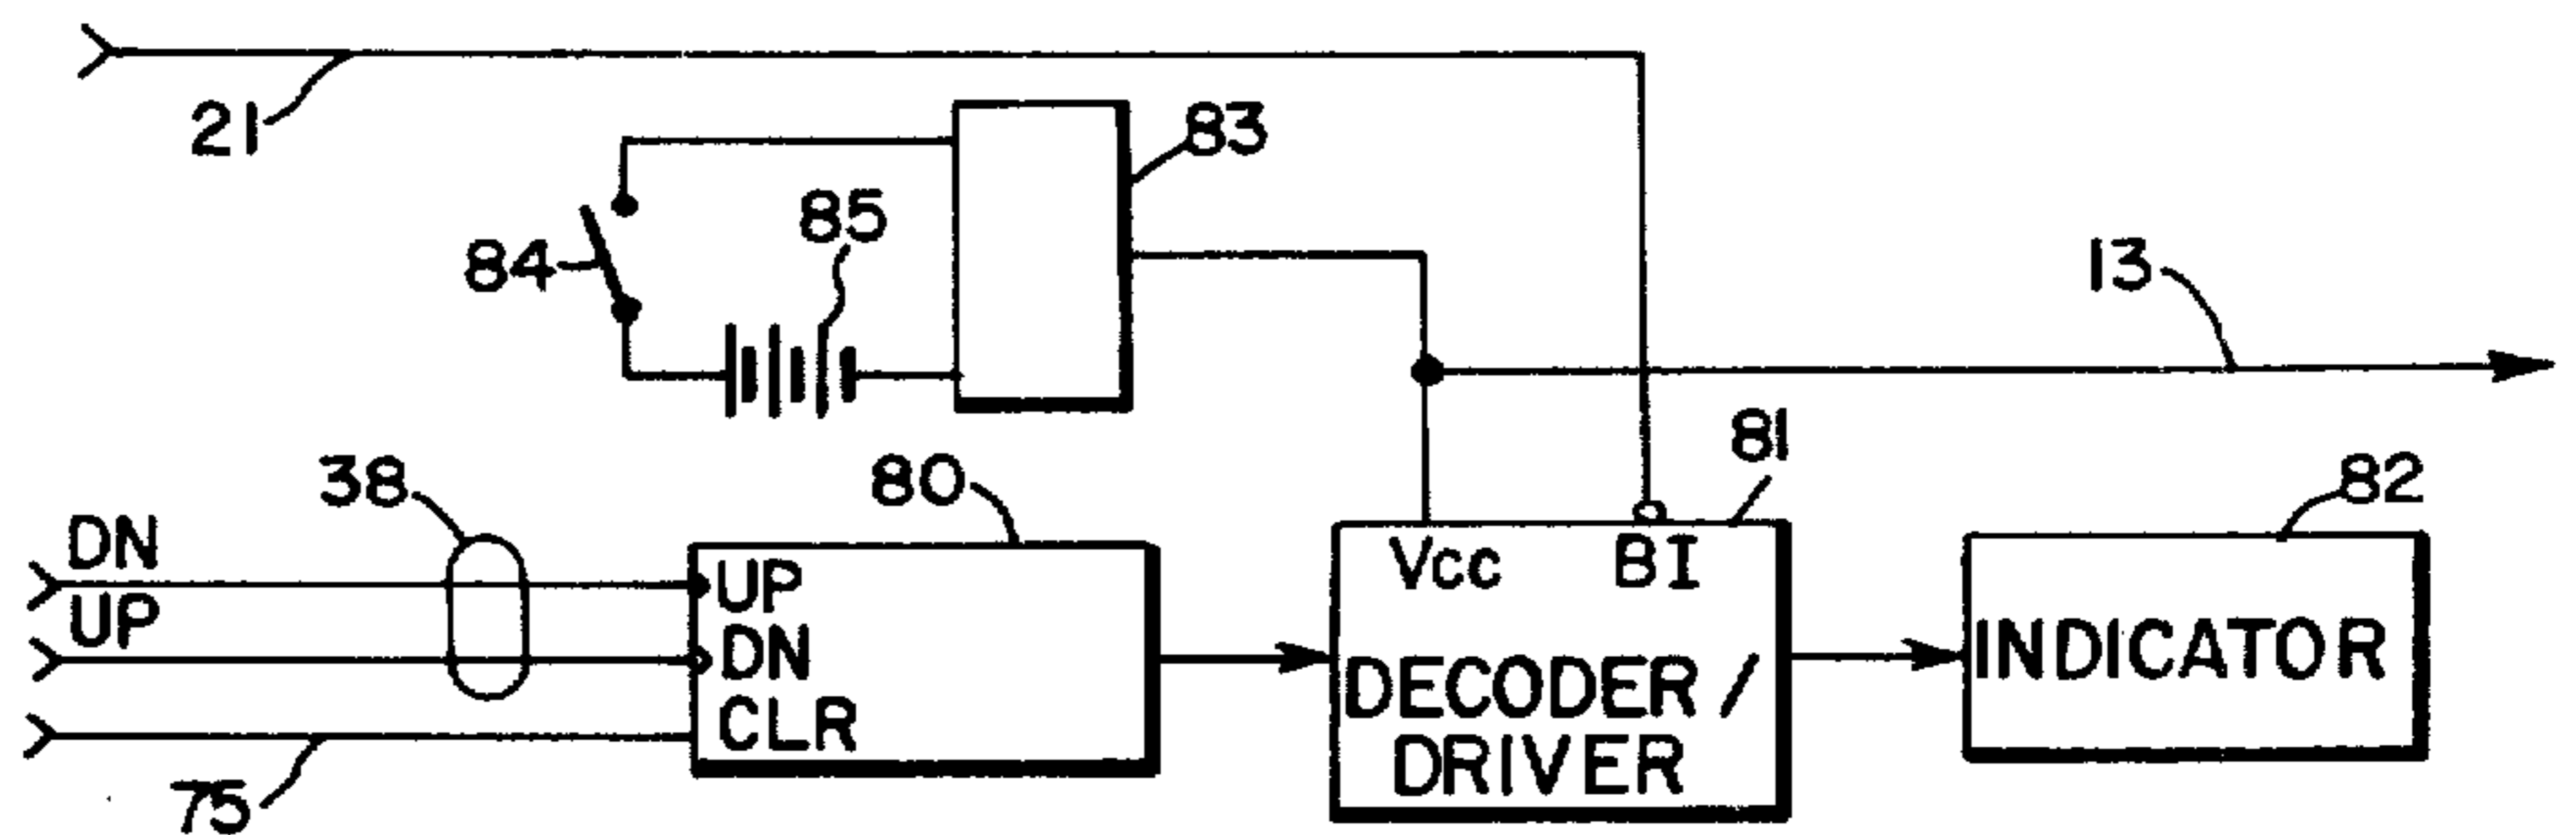 21
83
85
84
13
81
38
80
82
DN
UP
UP
DN
CLR
Vcc
BI
DECODER /
DRIVER
INDICATOR
75